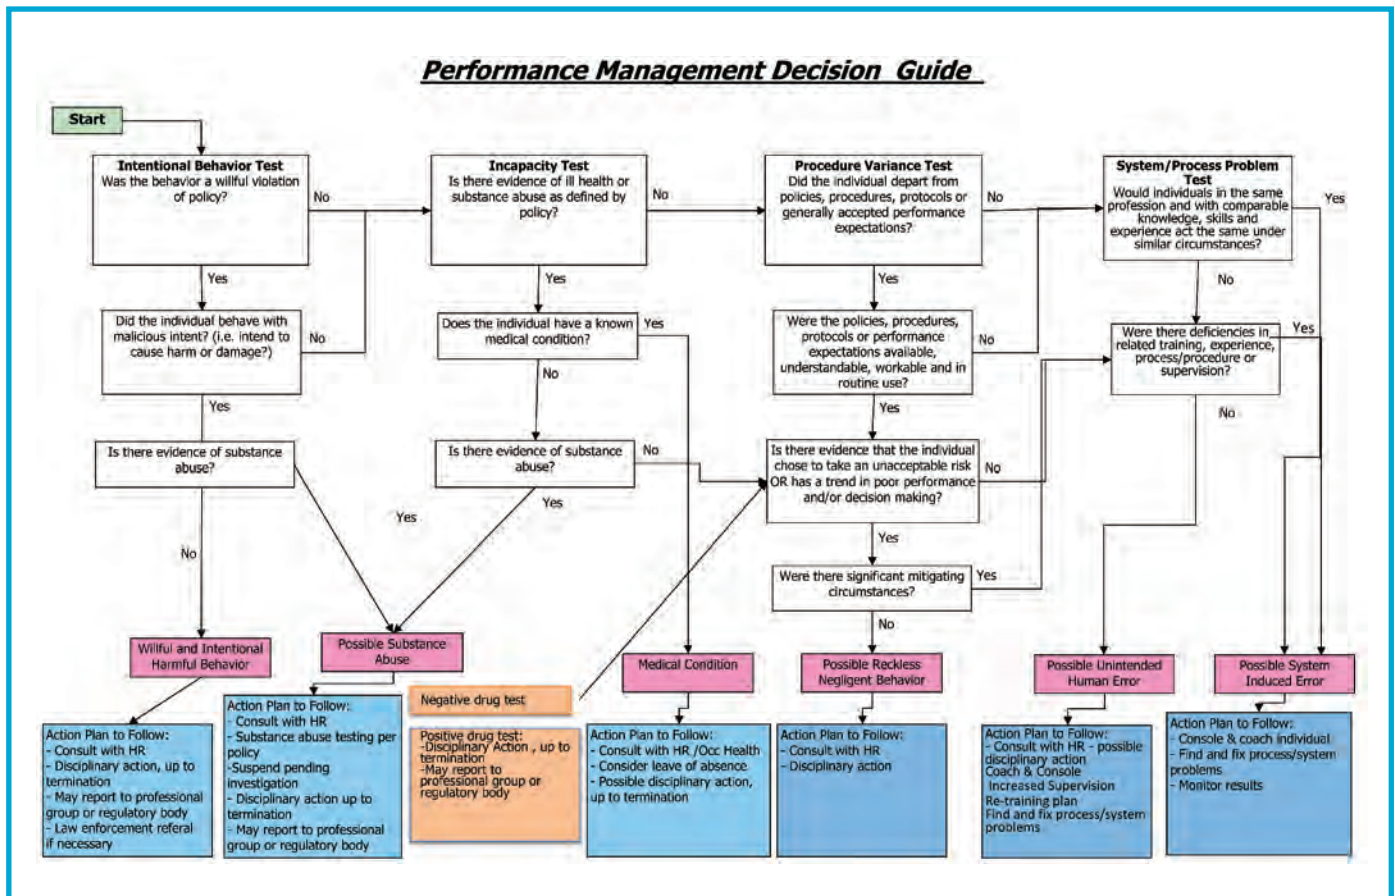 Performance Management Decision Guide
Start
Intentional Behavior Test
Was the behavior a willful violation
of policy?
No
Yes
Did the individual behave with
malicious intent? (i.e. intend to
cause harm or damage?)
No
Yes
Is there evidence of substance
abuse?
No
Yes
Incapacity Test
Is there evidence of ill health or
substance abuse as defined by
policy?
No
Yes
Does the individual have a known
medical condition?
Yes
No
Is there evidence of substance
abuse?
No
Yes
Procedure Variance Test
Did the individual depart from
policies, procedures, protocols or
generally accepted performance
expectations?
No
Yes
Were the policies, procedures,
protocols or performance
expectations available,
understandable, workable and in
routine use?
No
Yes
Is there evidence that the individual
chose to take an unacceptable risk
OR has a trend in poor performance
and/or decision making?
No
Yes
Were there significant mitigating
circumstances?
Yes
No
System/Process Problem
Test
Would individuals in the same
profession and with comparable
knowledge, skills and
experience act the same under
similar circumstances?
Yes
No
Were there deficiencies in
related training, experience,
process/procedure or
supervision?
Yes
No
Willful and Intentional
Harmful Behavior
Possible Substance
Abuse
Medical Condition
Possible Reckless
Negligent Behavior
Possible Unintended
Human Error
Possible System
Induced Error
Action Plan to Follow:
- Consult with HR
- Disciplinary action, up to
termination
- May report to professional
group or regulatory body
- Law enforcement referal
if necessary
Action Plan to Follow:
- Consult with HR
- Substance abuse testing per
policy
-Suspend pending
investigation
- Disciplinary action up to
termination
- May report to professional
group or regulatory body
Negative drug test
Positive drug test:
-Disciplinary Action , up to
termination
-May report to
professional group or
regulatory body
Action Plan to Follow:
- Consult with HR /Occ Health
- Consider leave of absence
- Possible disciplinary action,
up to termination
Action Plan to Follow:
- Consult with HR
- Disciplinary action
Action Plan to Follow:
- Consult with HR - possible
disciplinary action
Coach & Console
Increased Supervision
Re-training plan
Find and fix process/system
problems
Action Plan to Follow:
- Console & coach individual
- Find and fix process/system
problems
- Monitor results